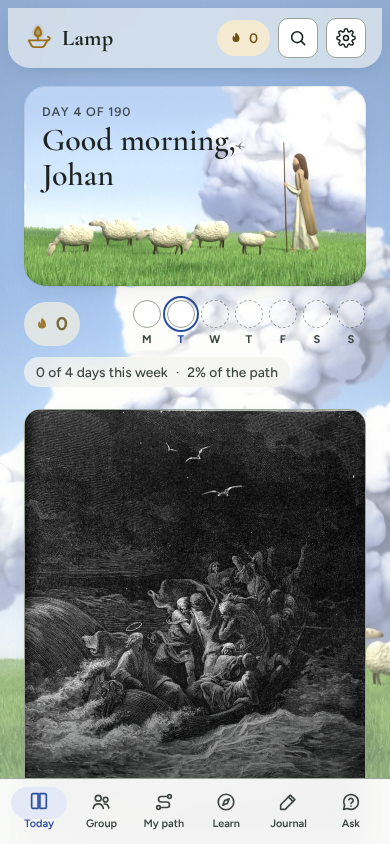 Lamp
0
DAY 4 OF 190
Good morning,
Johan
0
M T W T F S S
0 of 4 days this week · 2% of the path
Today Group My path Learn Journal Ask